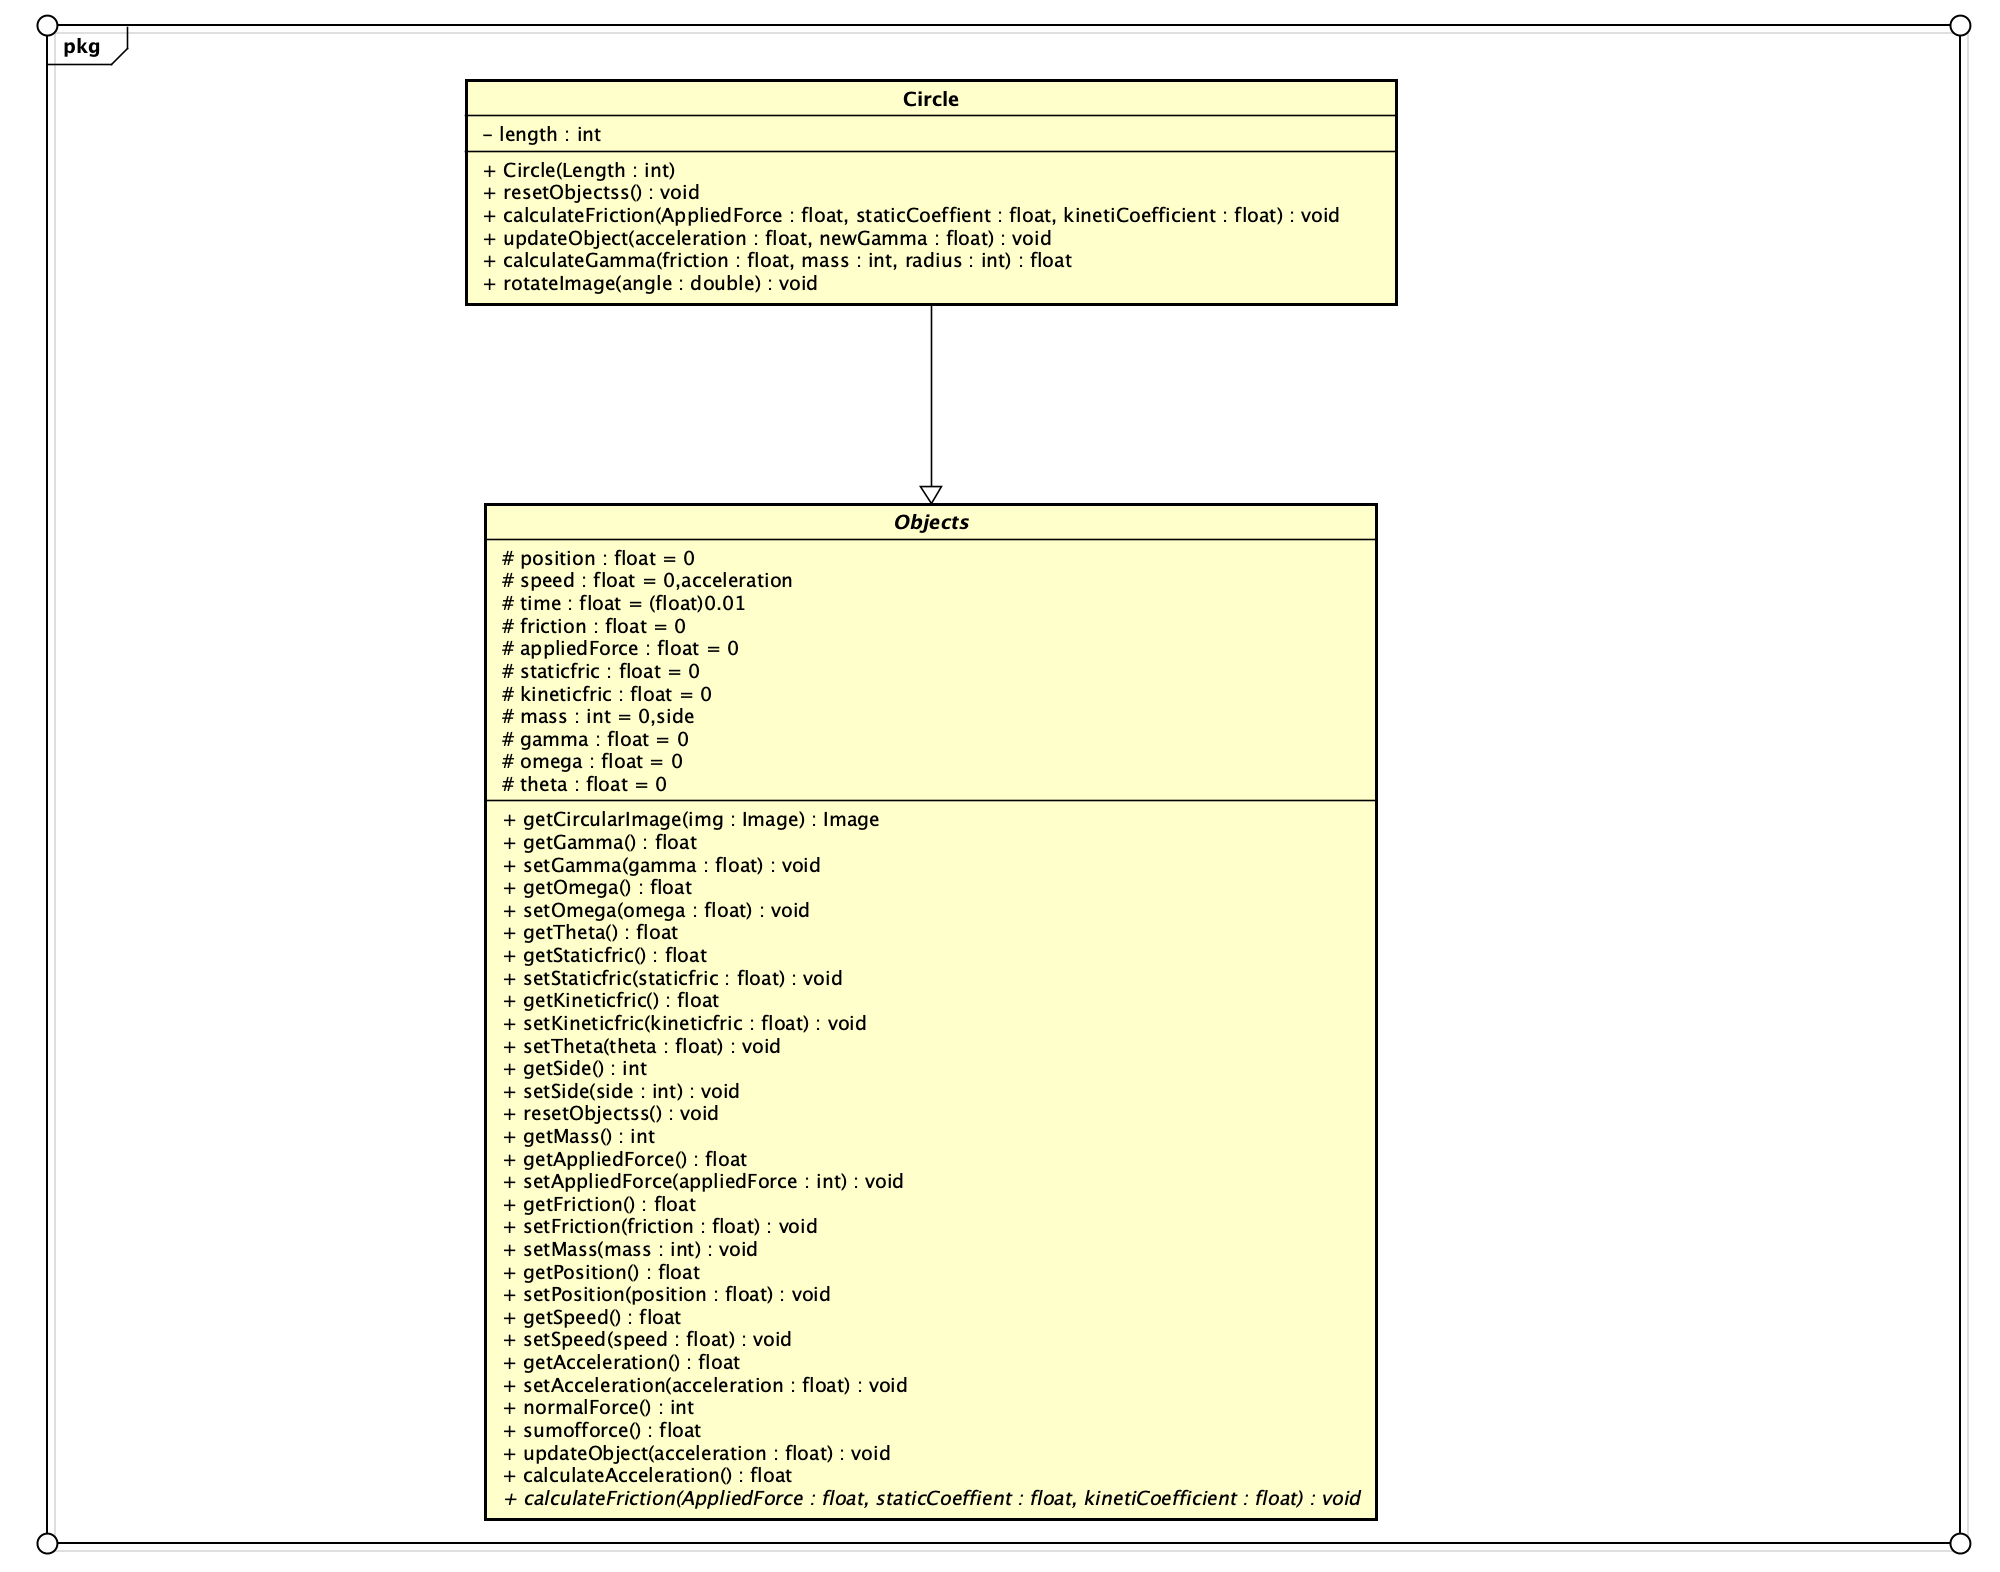 pkg
Circle
- length : int
+ Circle(Length : int)
+ resetObjectss() : void
+ calculateFriction(AppliedForce : float, staticCoeffient : float, kinetiCoefficient : float) : void
+ updateObject(acceleration : float, newGamma : float) : void
+ calculateGamma(friction : float, mass : int, radius : int) : float
+ rotateImage(angle : double) : void
Objects
# position : float = 0
# speed : float = 0,acceleration
# time : float = (float)0.01
# friction : float = 0
# appliedForce : float = 0
# staticfric : float = 0
# kineticfric : float = 0
# mass : int = 0,side
# gamma : float = 0
# omega : float = 0
# theta : float = 0
+ getCircularImage(img : Image) : Image
+ getGamma() : float
+ setGamma(gamma : float) : void
+ getOmega() : float
+ setOmega(omega : float) : void
+ getTheta() : float
+ getStaticfric() : float
+ setStaticfric(staticfric : float) : void
+ getKineticfric() : float
+ setKineticfric(kineticfric : float) : void
+ setTheta(theta : float) : void
+ getSide() : int
+ setSide(side : int) : void
+ resetObjectss() : void
+ getMass() : int
+ getAppliedForce() : float
+ setAppliedForce(appliedForce : int) : void
+ getFriction() : float
+ setFriction(friction : float) : void
+ setMass(mass : int) : void
+ getPosition() : float
+ setPosition(position : float) : void
+ getSpeed() : float
+ setSpeed(speed : float) : void
+ getAcceleration() : float
+ setAcceleration(acceleration : float) : void
+ normalForce() : int
+ sumofforce() : float
+ updateObject(acceleration : float) : void
+ calculateAcceleration() : float
+ calculateFriction(AppliedForce : float, staticCoeffient : float, kinetiCoefficient : float) : void